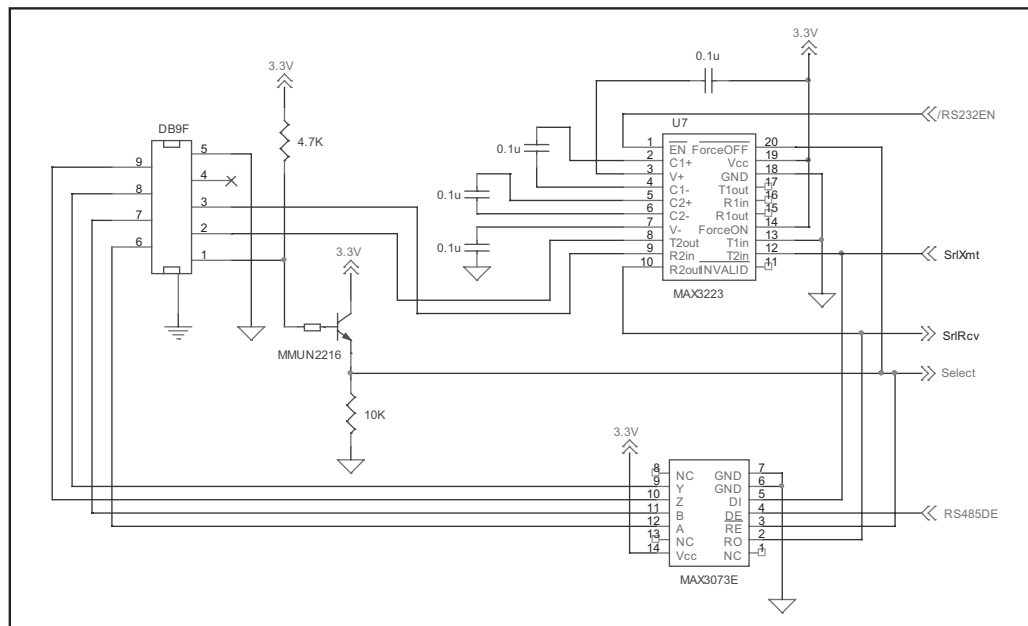 3.3V
0.1u
3.3V
/RS232EN
DB9F
4.7K
U7
9 5
8 4
7 3
6 2
1
0.1u
0.1u
0.1u
1 EN ForceOFF 20
2 C1+ Vcc 19
3 V+ GND 18
4 C1- T1out 17
5 C2+ R1in 16
6 C2- R1out 15
7 V- ForceON 14
8 T2out T1in 13
9 R2in T2in 12
10 R2out INVALID 11
MAX3223
SrlXmt
3.3V
MMUN2216
SrlRcv
Select
10K
3.3V
8 NC GND 7
9 Y GND 6
10 Z DI 5
11 B DE 4
12 A RE 3
13 NC RO 2
14 Vcc NC 1
RS485DE
MAX3073E